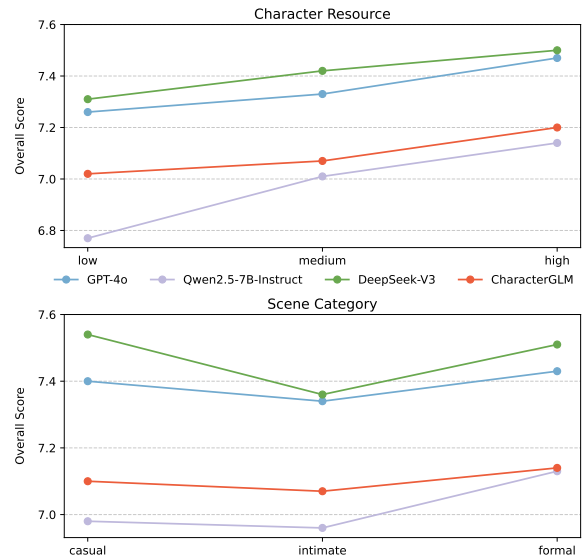 Character Resource
7.6
7.4
7.2
7.0
6.8
Overall Score
low medium high
GPT-4o Qwen2.5-7B-Instruct DeepSeek-V3 CharacterGLM
Scene Category
7.6
7.4
7.2
7.0
Overall Score
casual intimate formal